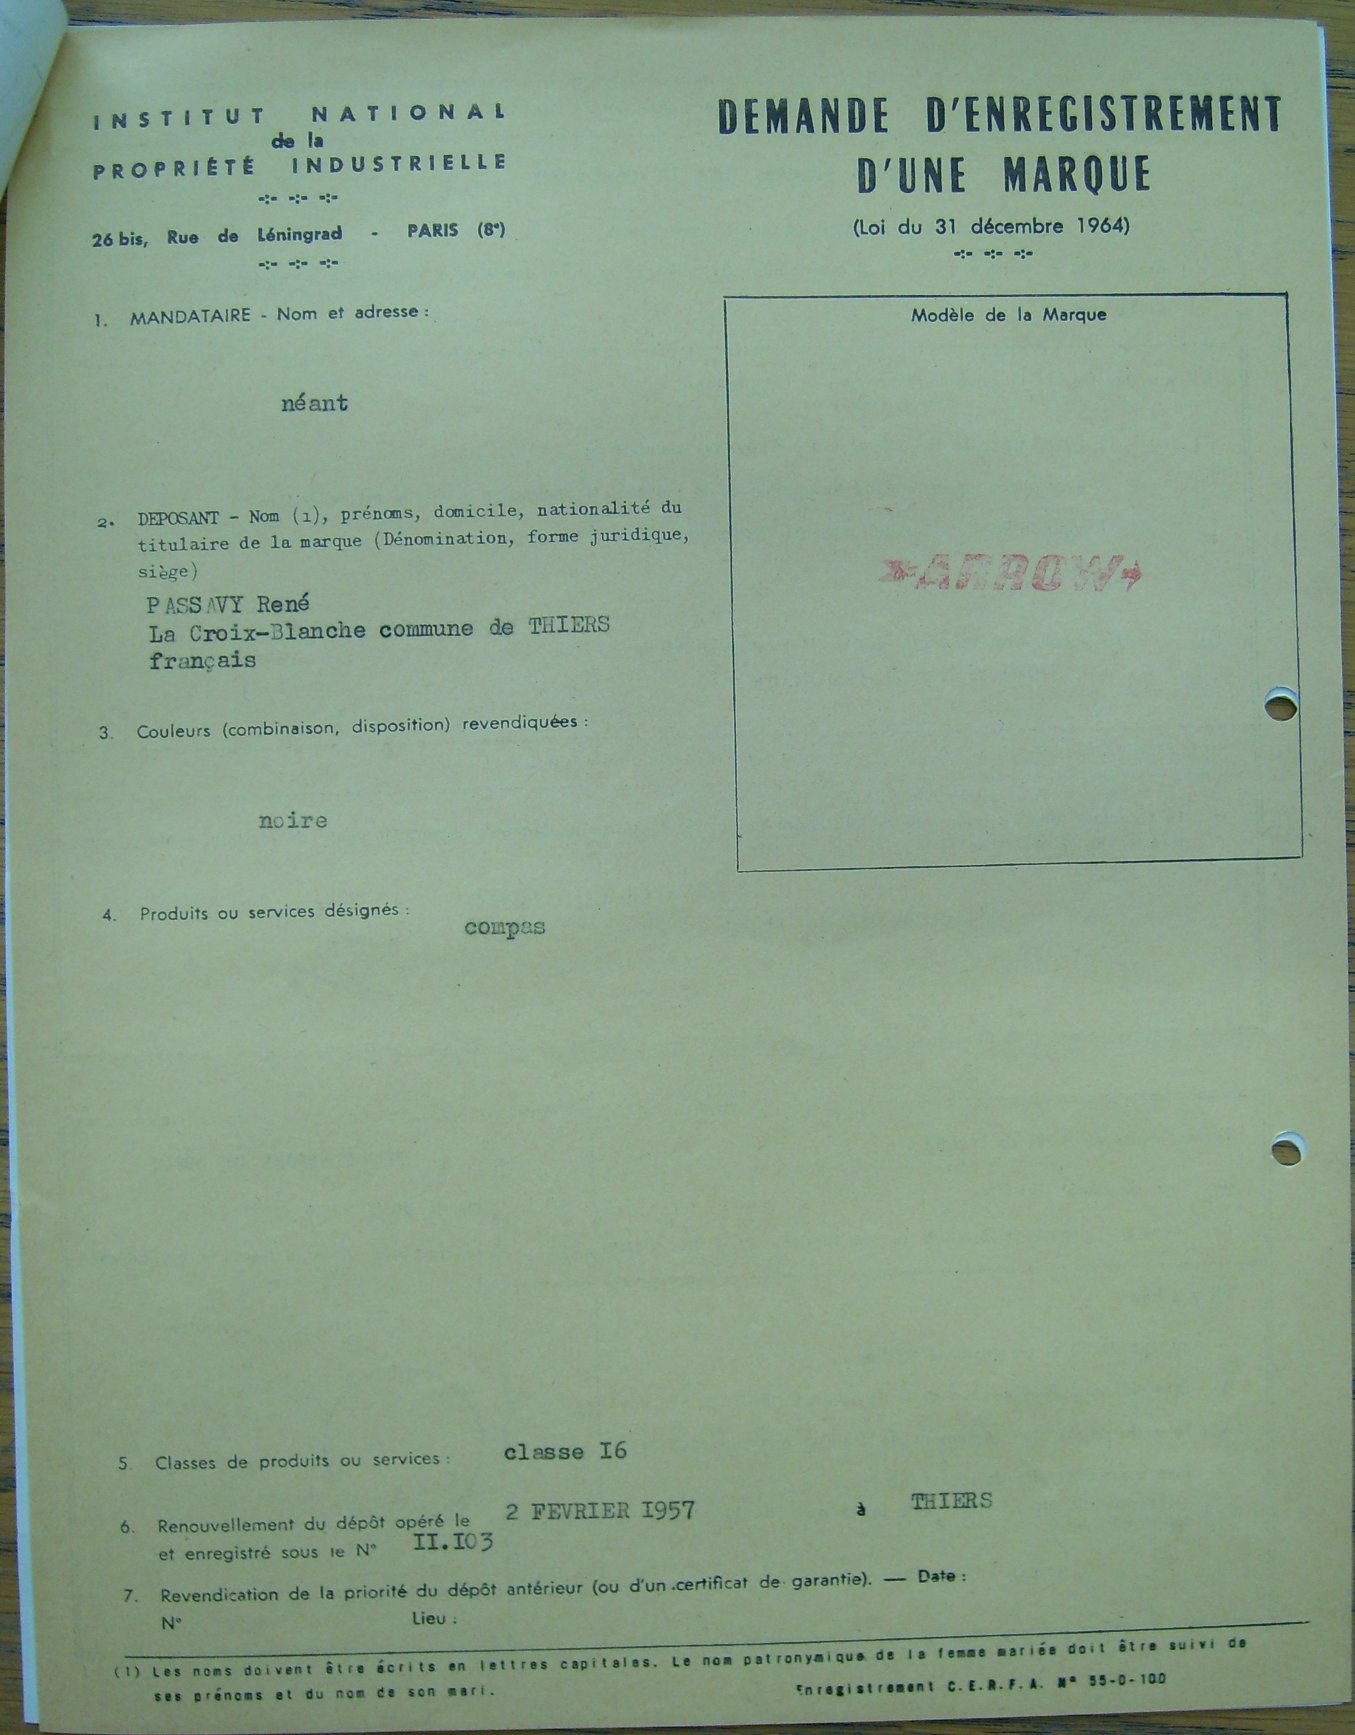 INSTITUT NATIONAL
de la
PROPRIÉTÉ INDUSTRIELLE
-:- -:- -:-
26 bis, Rue de Léningrad - PARIS (8e)
-:- -:- -:-
DEMANDE D'ENREGISTREMENT
D'UNE MARQUE
(Loi du 31 décembre 1964)
-:- -:- -:-
1. MANDATAIRE - Nom et adresse :
néant
2. DEPOSANT - Nom (1), prénoms, domicile, nationalité du
titulaire de la marque (Dénomination, forme juridique,
siège)
PASSAVY René
La Croix-Blanche commune de THIERS
français
Modèle de la Marque
ARROW
3. Couleurs (combinaison, disposition) revendiquées :
noire
4. Produits ou services désignés :
compas
5. Classes de produits ou services : classe I6
6. Renouvellement du dépôt opéré le 2 FEVRIER I957 à THIERS
et enregistré sous le N° II.I03
7. Revendication de la priorité du dépôt antérieur (ou d'un certificat de garantie). — Date :
N° Lieu :
(1) Les noms doivent être écrits en lettres capitales. Le nom patronymique de la femme mariée doit être suivi de
ses prénoms et du nom de son mari.
Enregistrement C.E.R.F.A. N° 55-0-100